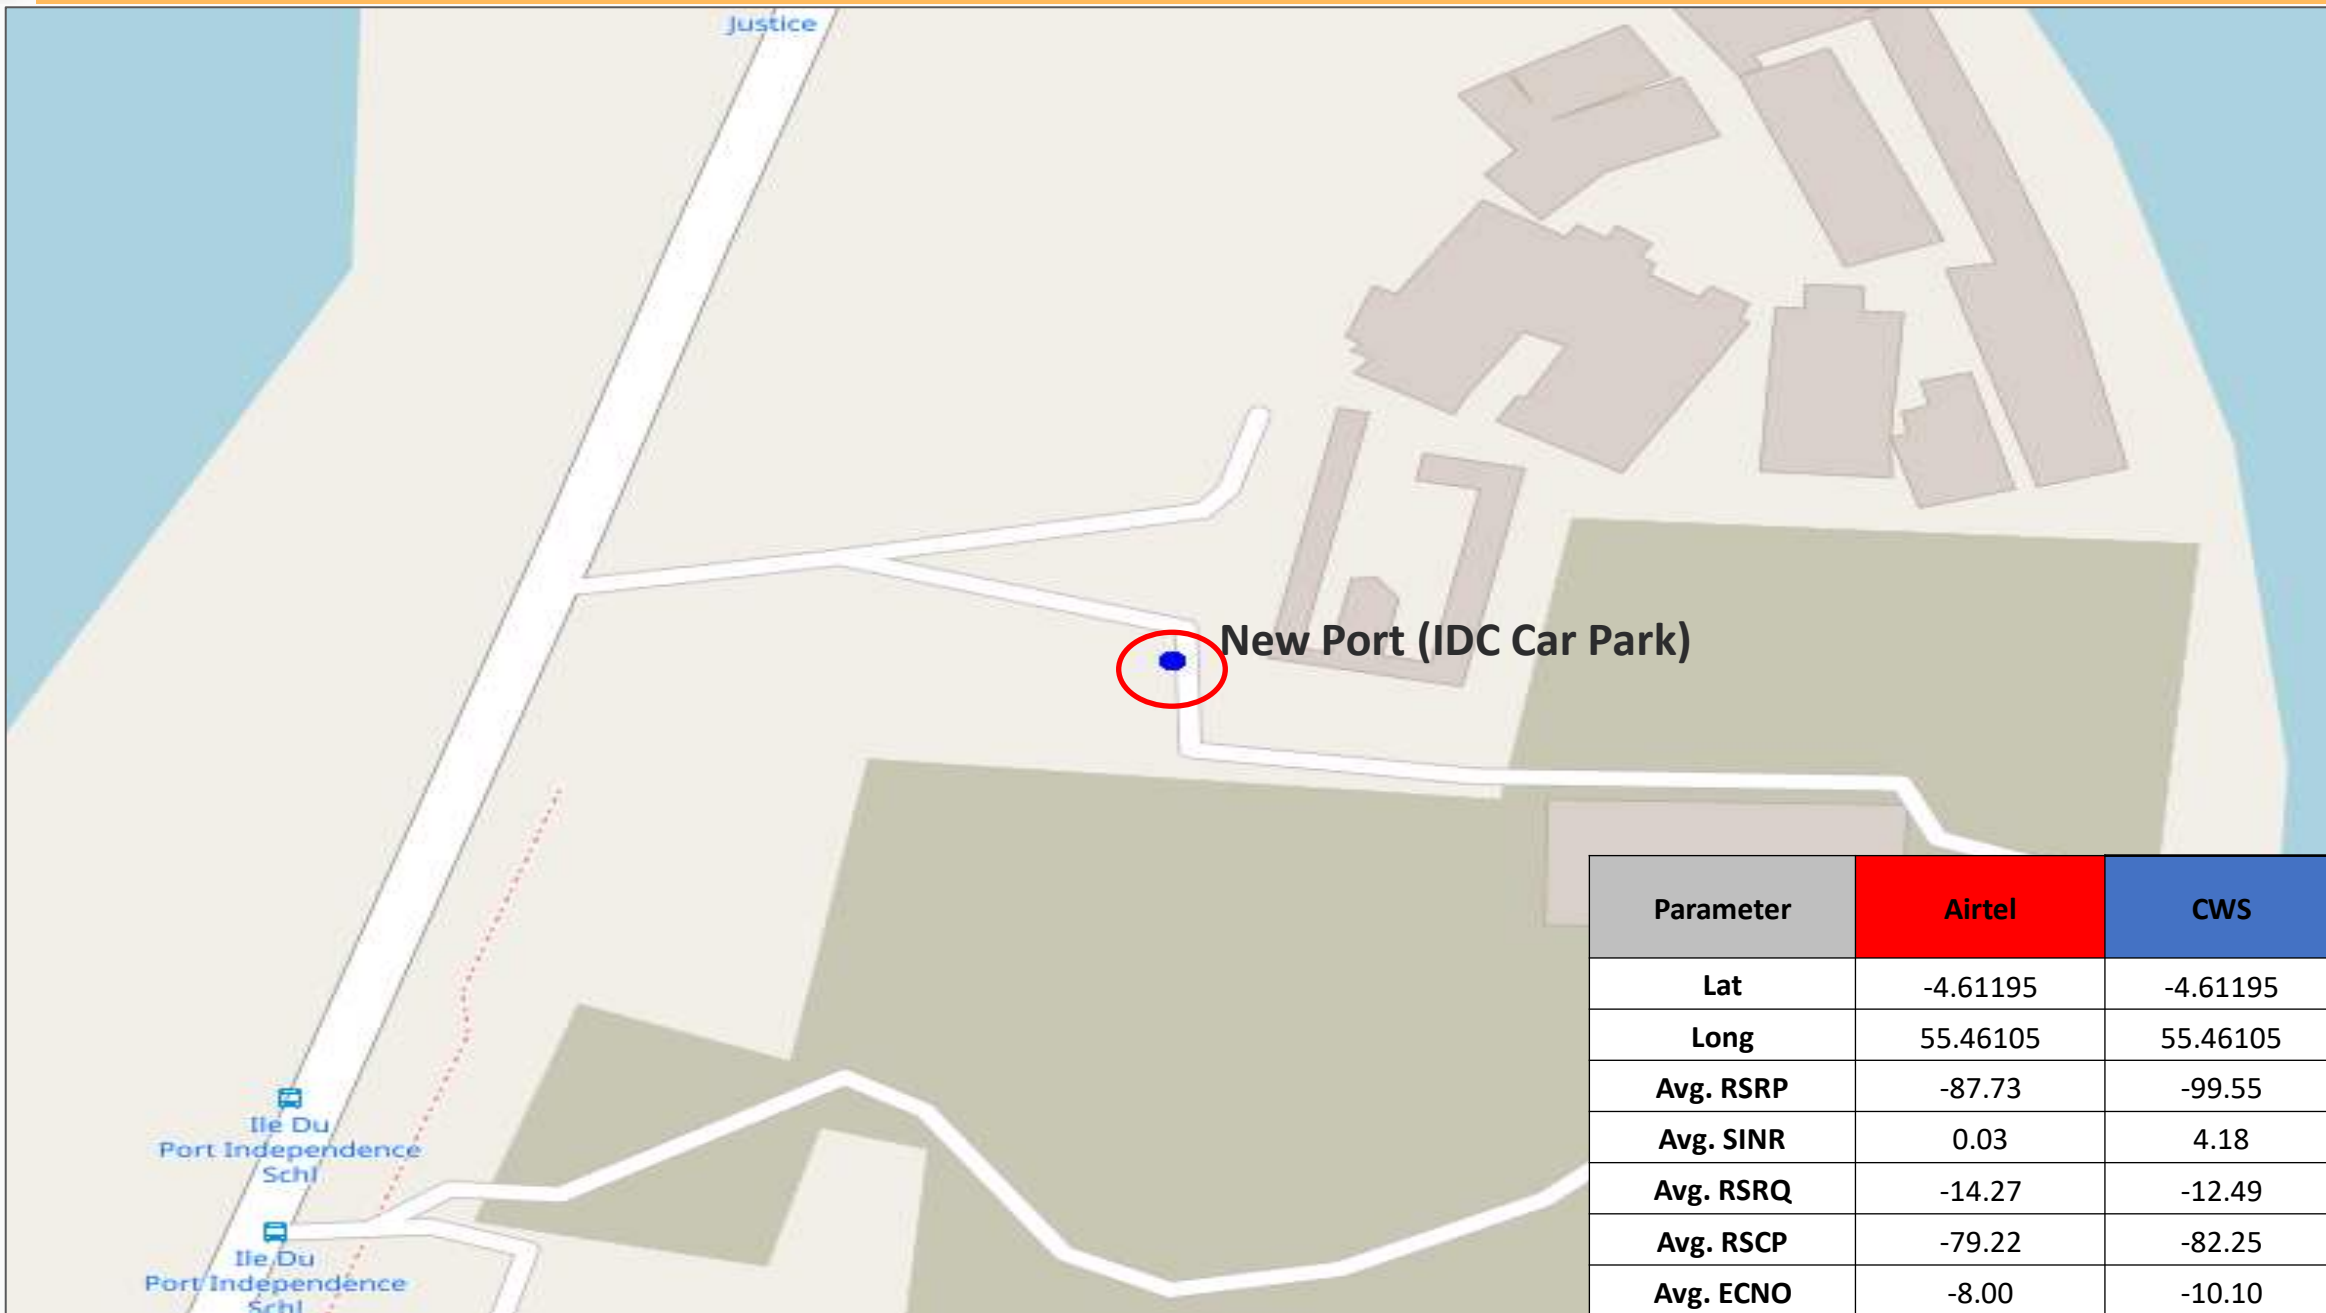 Justice
New Port (IDC Car Park)
Parameter Airtel CWS
Lat -4.61195 -4.61195
Long 55.46105 55.46105
Avg. RSRP -87.73 -99.55
Avg. SINR 0.03 4.18
Avg. RSRQ -14.27 -12.49
Avg. RSCP -79.22 -82.25
Avg. ECNO -8.00 -10.10
Ile Du
Port Independence
Schl
Ile Du
Port Independence
Schl